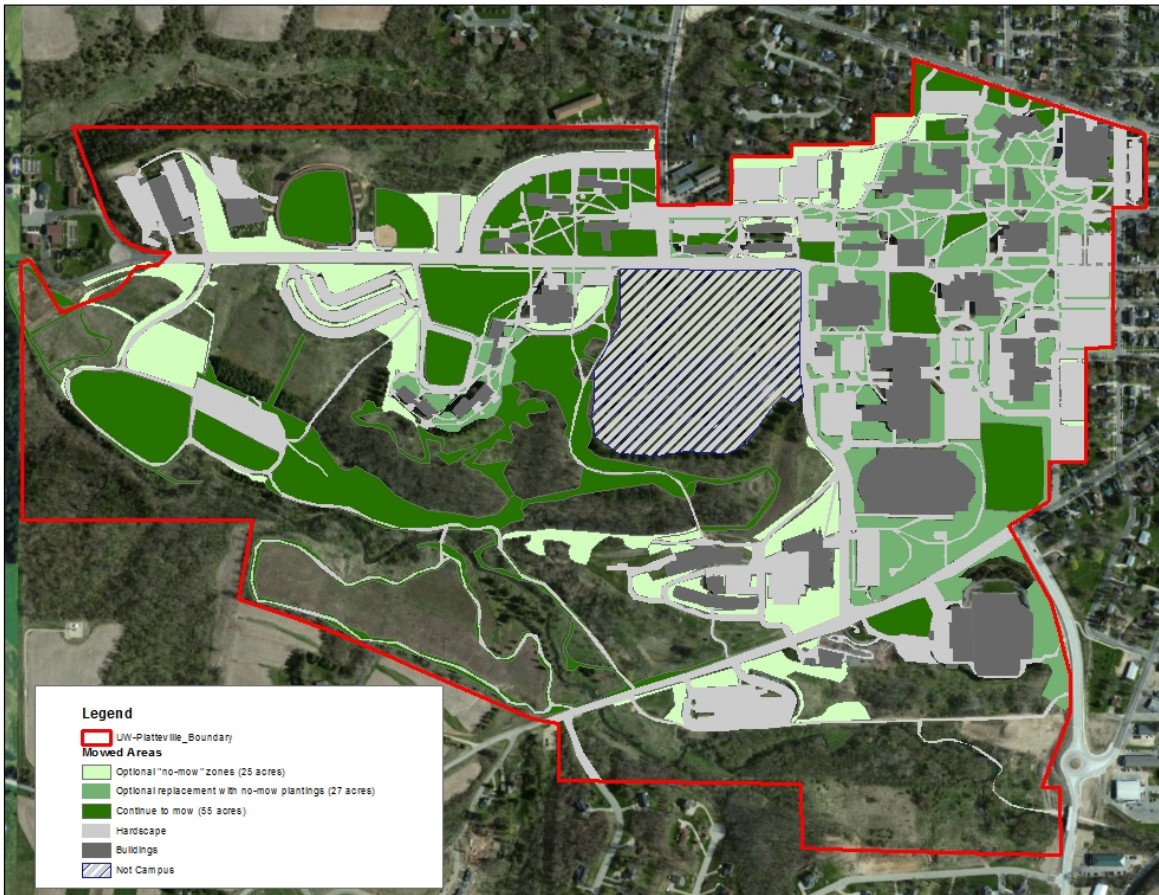 Legend
UW-Platteville_Boundary
Mowed Areas
Optional "no-mow" zones (25 acres)
Optional replacement with no-mow plantings (27 acres)
Continue to mow (55 acres)
Hardscape
Buildings
Not Campus